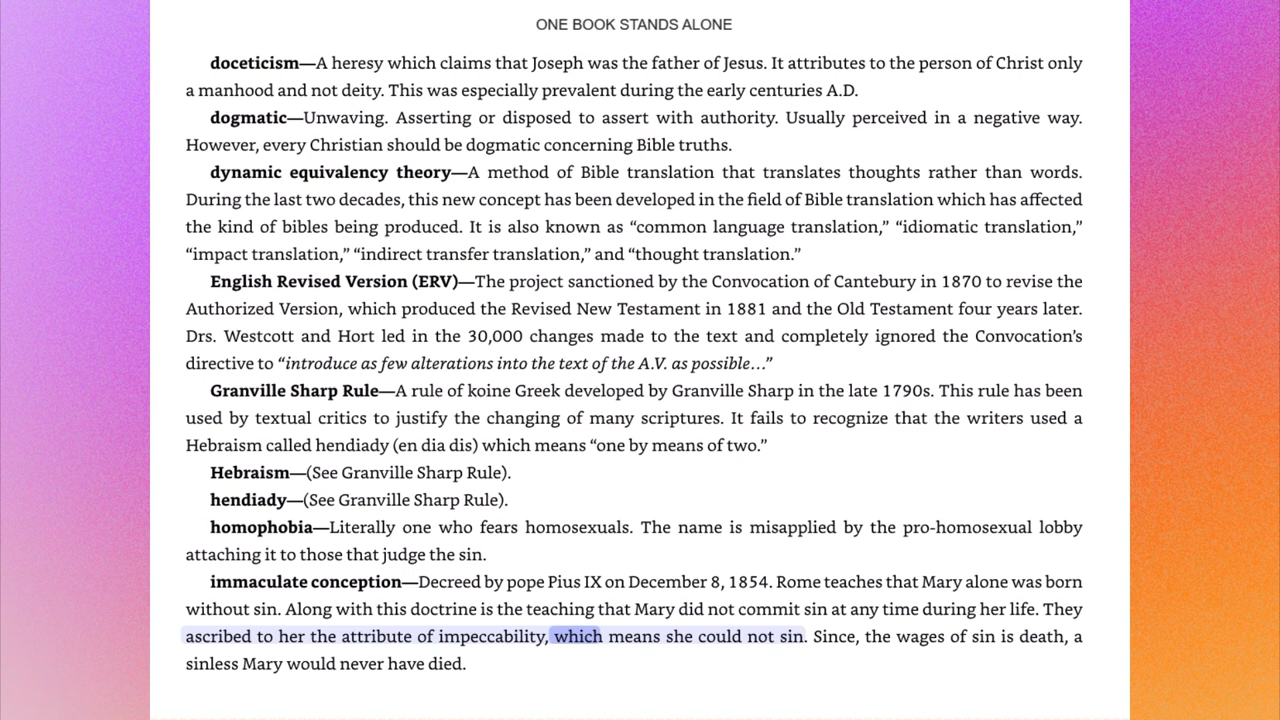 ONE BOOK STANDS ALONE
doceticism—A heresy which claims that Joseph was the father of Jesus. It attributes to the person of Christ only
a manhood and not deity. This was especially prevalent during the early centuries A.D.
dogmatic—Unwaving. Asserting or disposed to assert with authority. Usually perceived in a negative way.
However, every Christian should be dogmatic concerning Bible truths.
dynamic equivalency theory—A method of Bible translation that translates thoughts rather than words.
During the last two decades, this new concept has been developed in the field of Bible translation which has affected
the kind of bibles being produced. It is also known as “common language translation,” “idiomatic translation,”
“impact translation,” “indirect transfer translation,” and “thought translation.”
English Revised Version (ERV)—The project sanctioned by the Convocation of Cantebury in 1870 to revise the
Authorized Version, which produced the Revised New Testament in 1881 and the Old Testament four years later.
Drs. Westcott and Hort led in the 30,000 changes made to the text and completely ignored the Convocation’s
directive to “introduce as few alterations into the text of the A.V. as possible…”
Granville Sharp Rule—A rule of koine Greek developed by Granville Sharp in the late 1790s. This rule has been
used by textual critics to justify the changing of many scriptures. It fails to recognize that the writers used a
Hebraism called hendiady (en dia dis) which means “one by means of two.”
Hebraism—(See Granville Sharp Rule).
hendiady—(See Granville Sharp Rule).
homophobia—Literally one who fears homosexuals. The name is misapplied by the pro-homosexual lobby
attaching it to those that judge the sin.
immaculate conception—Decreed by pope Pius IX on December 8, 1854. Rome teaches that Mary alone was born
without sin. Along with this doctrine is the teaching that Mary did not commit sin at any time during her life. They
ascribed to her the attribute of impeccability, which means she could not sin. Since, the wages of sin is death, a
sinless Mary would never have died.